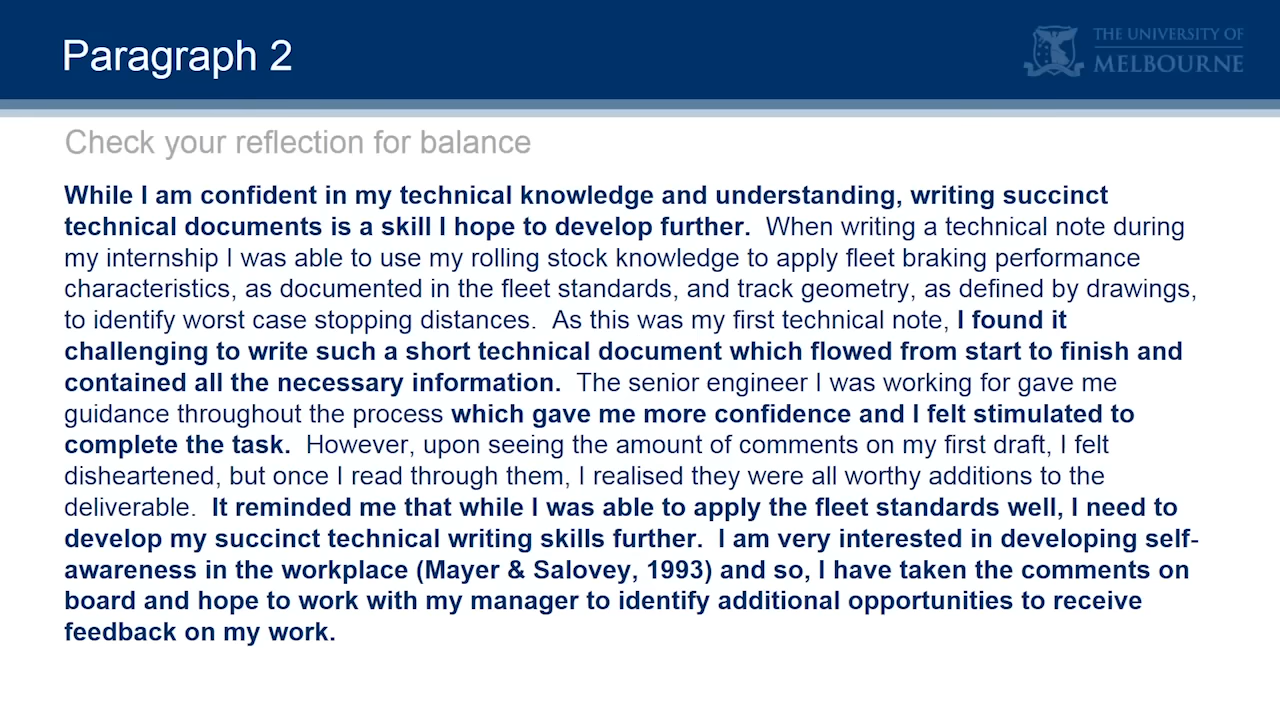 Paragraph 2
THE UNIVERSITY OF
MELBOURNE
Check your reflection for balance
While I am confident in my technical knowledge and understanding, writing succinct
technical documents is a skill I hope to develop further.  When writing a technical note during
my internship I was able to use my rolling stock knowledge to apply fleet braking performance
characteristics, as documented in the fleet standards, and track geometry, as defined by drawings,
to identify worst case stopping distances.  As this was my first technical note, I found it
challenging to write such a short technical document which flowed from start to finish and
contained all the necessary information.  The senior engineer I was working for gave me
guidance throughout the process which gave me more confidence and I felt stimulated to
complete the task.  However, upon seeing the amount of comments on my first draft, I felt
disheartened, but once I read through them, I realised they were all worthy additions to the
deliverable.  It reminded me that while I was able to apply the fleet standards well, I need to
develop my succinct technical writing skills further.  I am very interested in developing self-
awareness in the workplace (Mayer & Salovey, 1993) and so, I have taken the comments on
board and hope to work with my manager to identify additional opportunities to receive
feedback on my work.